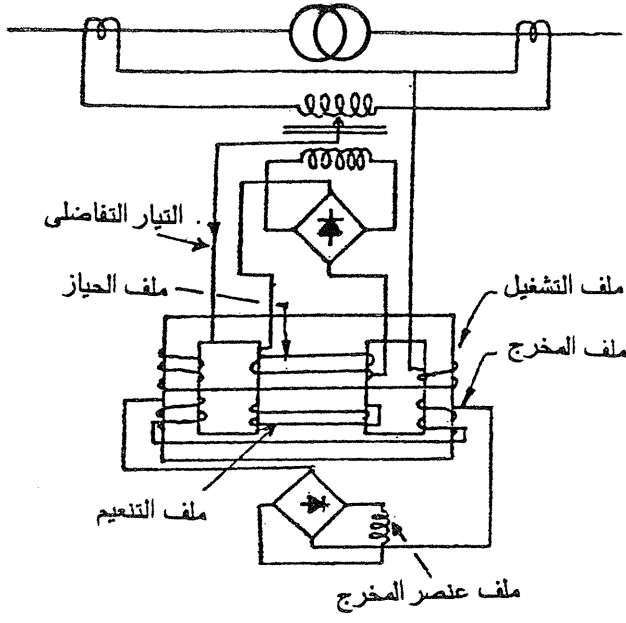 التيار التفاضلى
ملف الحياز
ملف التشغيل
ملف المخرج
ملف التنعيم
ملف عنصر المخرج